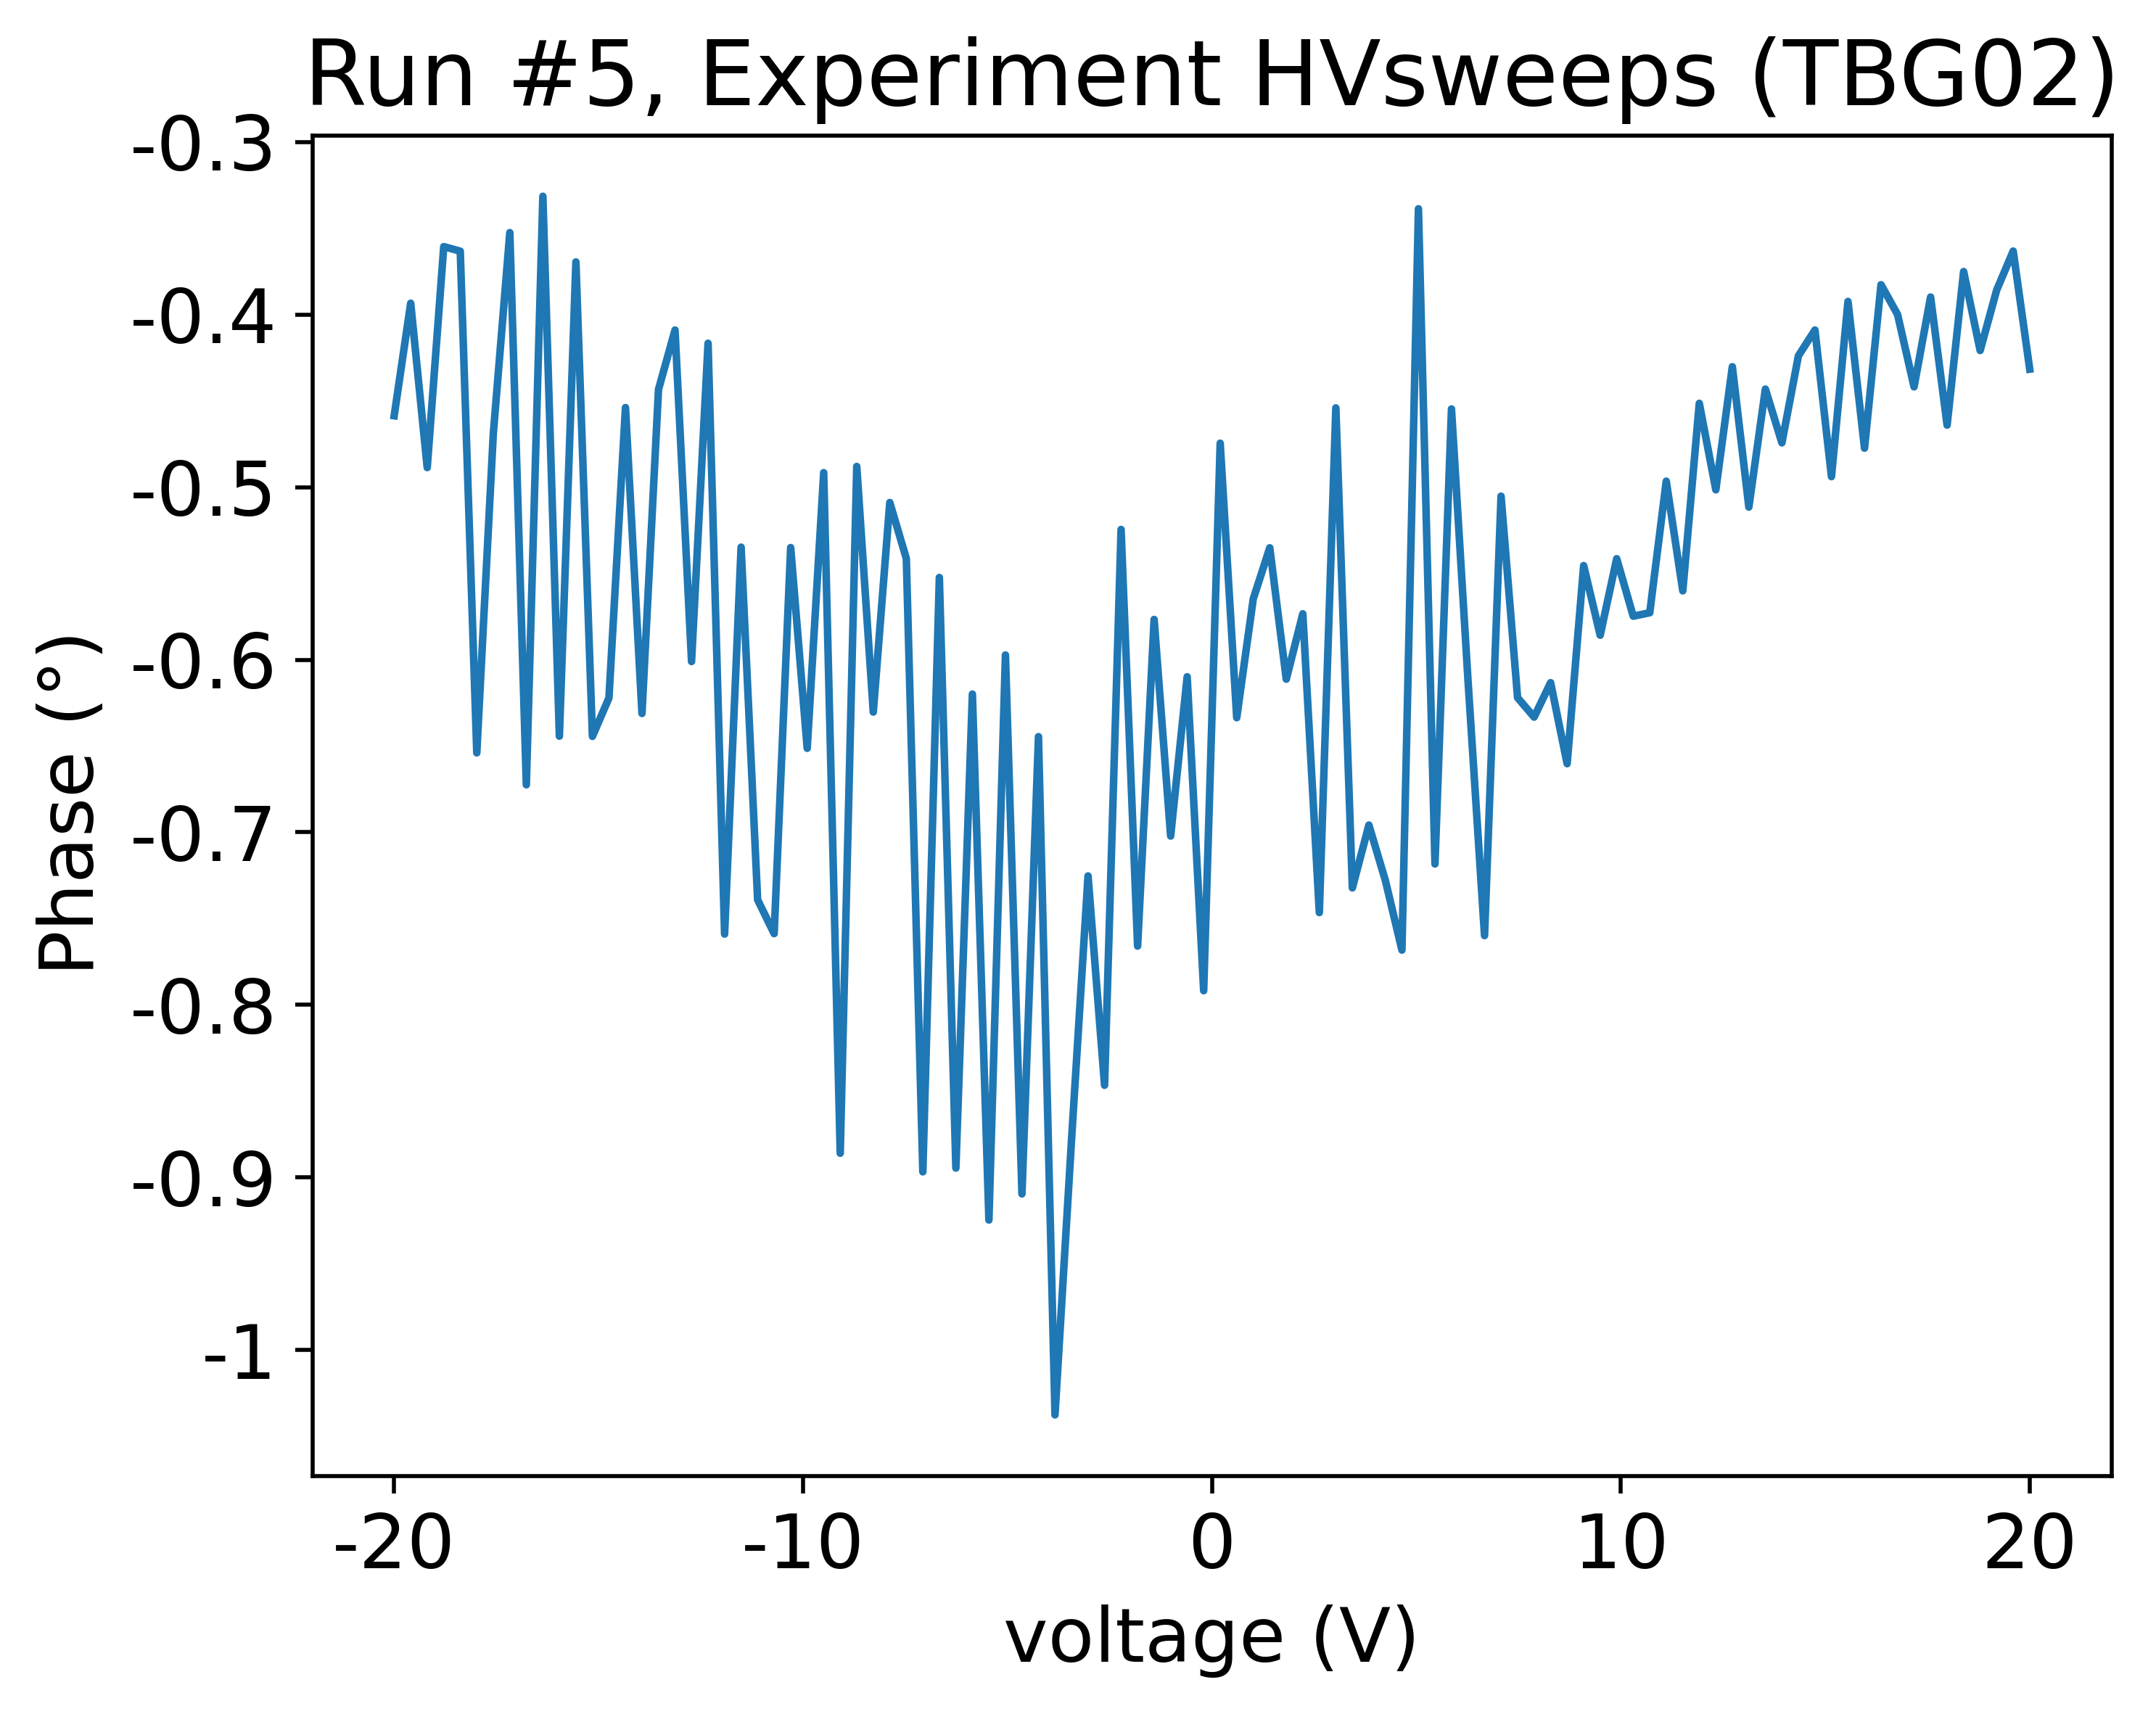 Run #5, Experiment HVsweeps (TBG02)
-0.3
-0.4
-0.5
-0.6
-0.7
-0.8
-0.9
-1
Phase (°)
-20 -10 0 10 20
voltage (V)